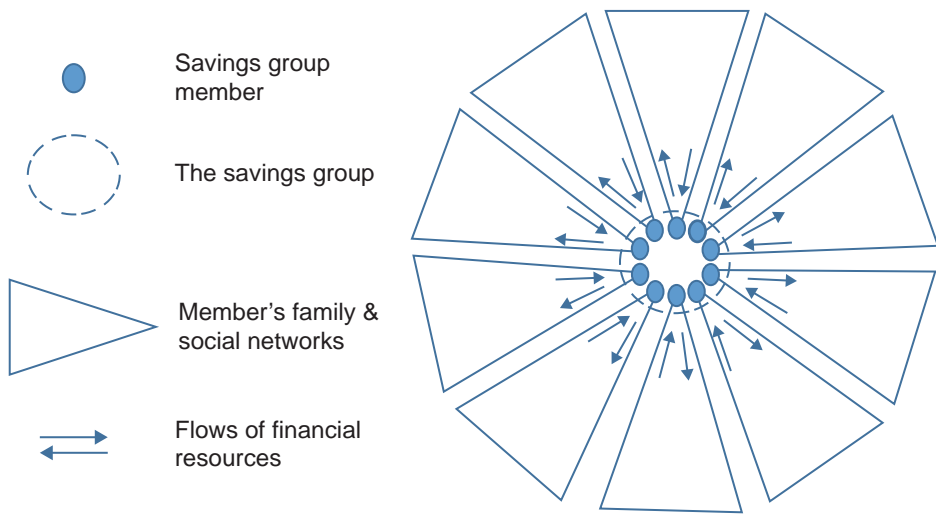 Savings group
member
The savings group
Member’s family &
social networks
Flows of financial
resources